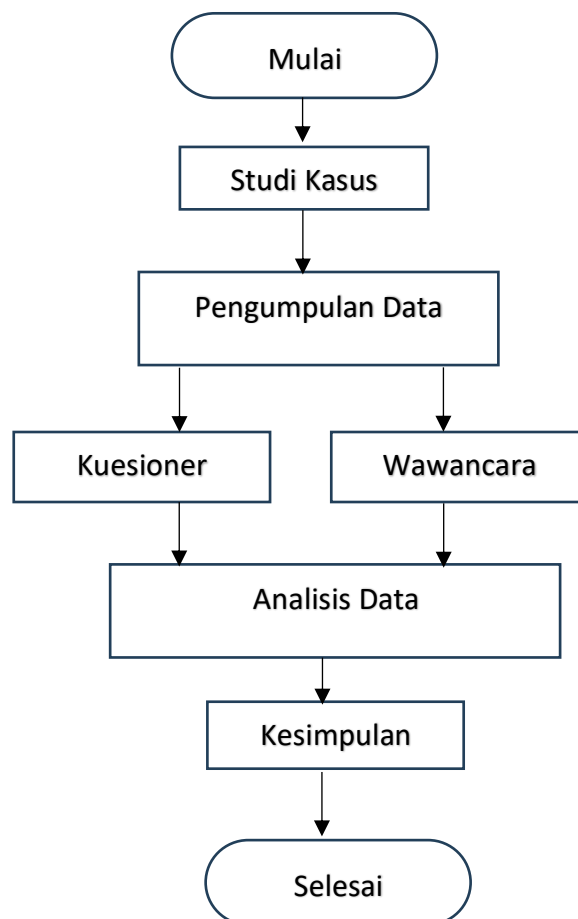 Mulai
Studi Kasus
Pengumpulan Data
Kuesioner
Wawancara
Analisis Data
Kesimpulan
Selesai